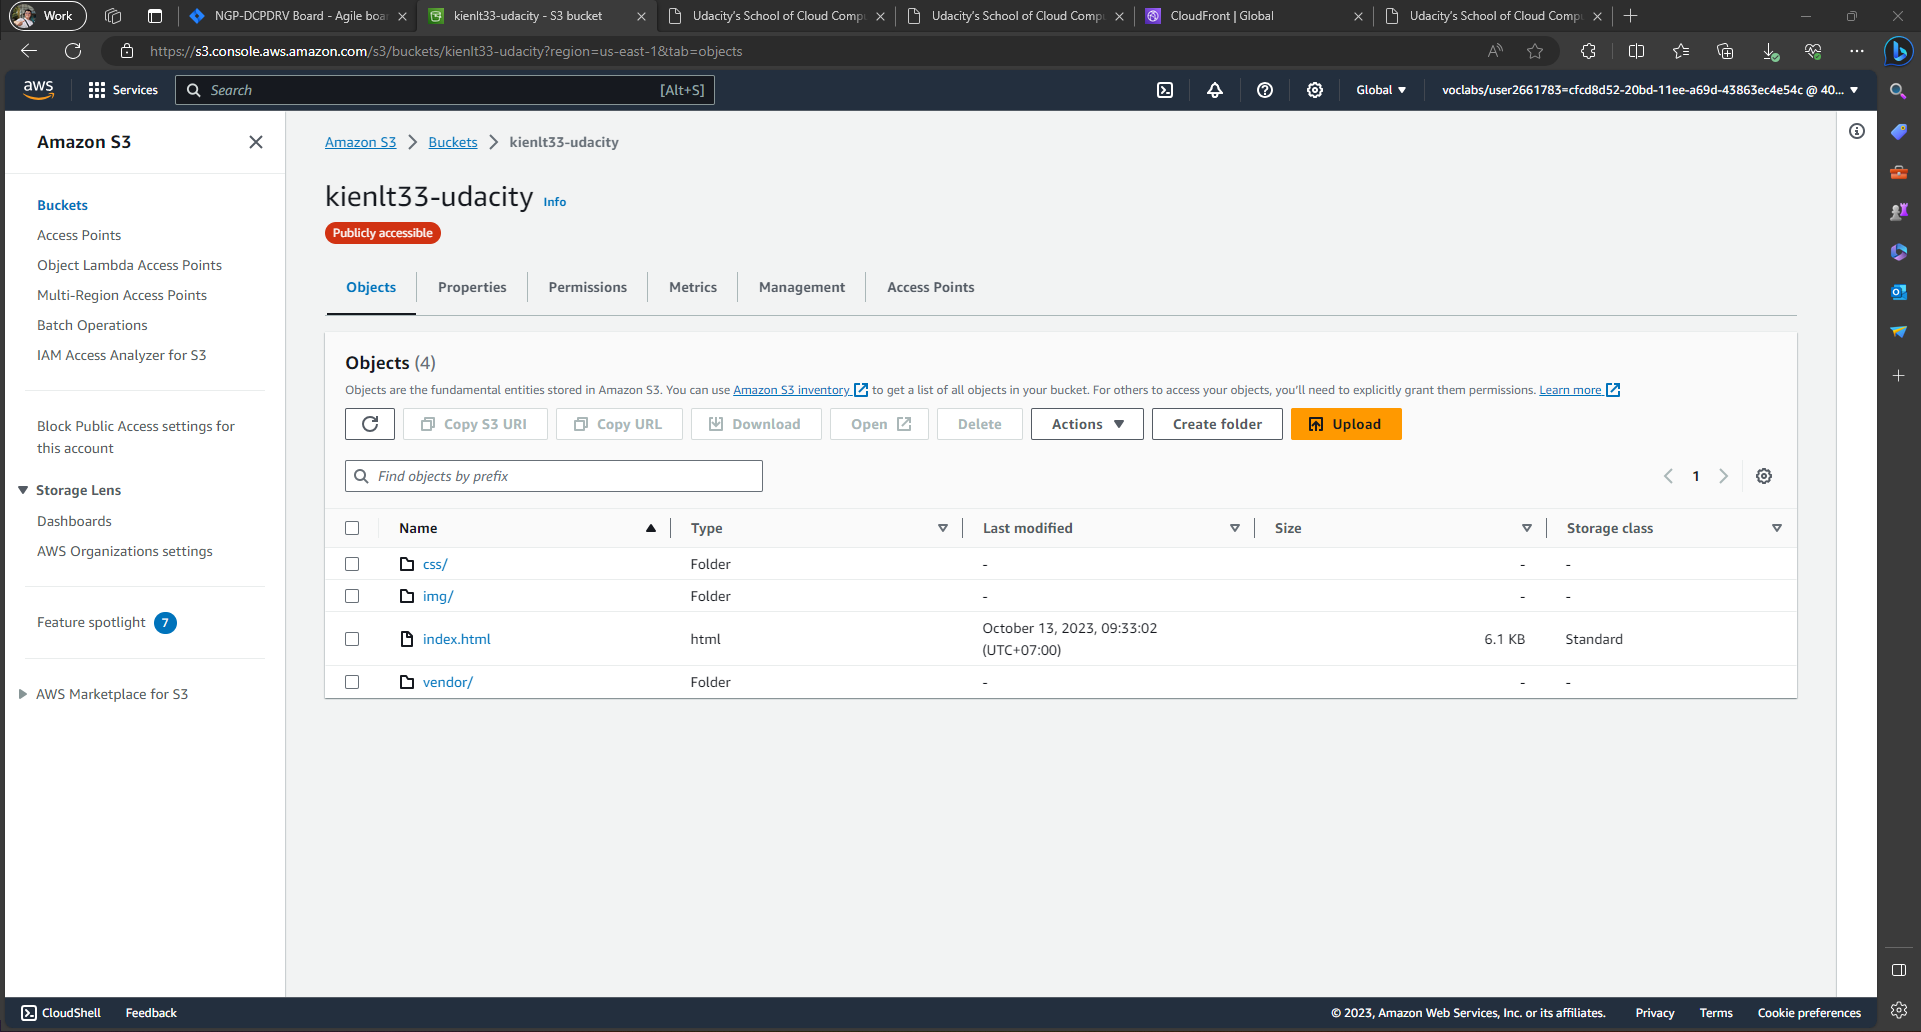 Work
NGP-DCPDRV Board - Agile boar
kienlt33-udacity - S3 bucket
Udacity's School of Cloud Compu
Udacity's School of Cloud Compu
CloudFront | Global
Udacity's School of Cloud Compu
https://s3.console.aws.amazon.com/s3/buckets/kienlt33-udacity?region=us-east-1&tab=objects
aws
Services
Search
[Alt+S]
Global
voclabs/user2661783=cfcd8d52-20bd-11ee-a69d-43863ec4e54c @ 40...
Amazon S3
Buckets
Access Points
Object Lambda Access Points
Multi-Region Access Points
Batch Operations
IAM Access Analyzer for S3
Block Public Access settings for
this account
Storage Lens
Dashboards
AWS Organizations settings
Feature spotlight 7
AWS Marketplace for S3
Amazon S3 > Buckets > kienlt33-udacity
kienlt33-udacity Info
Publicly accessible
Objects
Properties
Permissions
Metrics
Management
Access Points
Objects (4)
Objects are the fundamental entities stored in Amazon S3. You can use Amazon S3 inventory to get a list of all objects in your bucket. For others to access your objects, you'll need to explicitly grant them permissions. Learn more
Copy S3 URI
Copy URL
Download
Open
Delete
Actions
Create folder
Upload
Find objects by prefix
1
Name Type Last modified Size Storage class
css/ Folder - - -
img/ Folder - - -
index.html html October 13, 2023, 09:33:02 (UTC+07:00) 6.1 KB Standard
vendor/ Folder - - -
CloudShell
Feedback
© 2023, Amazon Web Services, Inc. or its affiliates.
Privacy
Terms
Cookie preferences